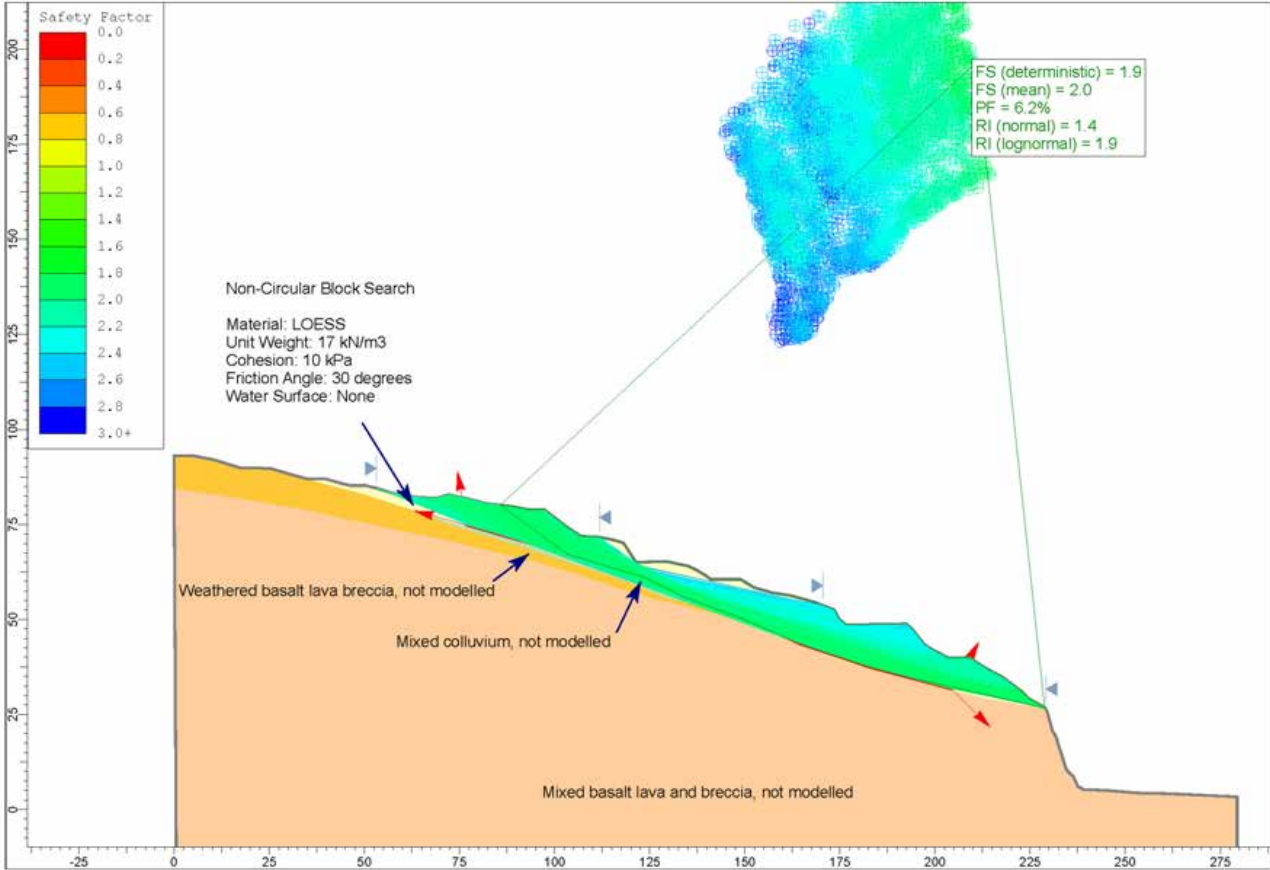 Safety Factor
0.0
0.2
0.4
0.6
0.8
1.0
1.2
1.4
1.6
1.8
2.0
2.2
2.4
2.6
2.8
3.0+
FS (deterministic) = 1.9
FS (mean) = 2.0
PF = 6.2%
RI (normal) = 1.4
RI (lognormal) = 1.9
Non-Circular Block Search
Material: LOESS
Unit Weight: 17 kN/m3
Cohesion: 10 kPa
Friction Angle: 30 degrees
Water Surface: None
Weathered basalt lava breccia, not modelled
Mixed colluvium, not modelled
Mixed basalt lava and breccia, not modelled
200
175
150
125
100
75
50
25
0
-25 0 25 50 75 100 125 150 175 200 225 250 275